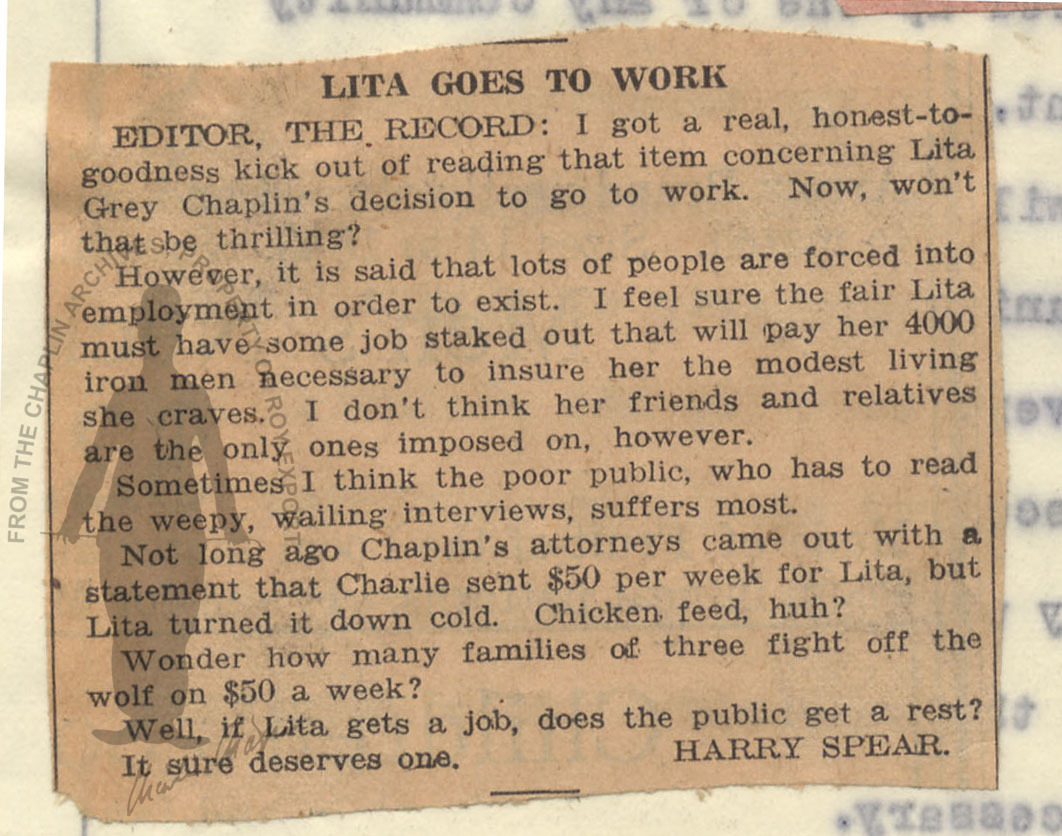 LITA GOES TO WORK
EDITOR, THE RECORD: I got a real, honest-to-
goodness kick out of reading that item concerning Lita
Grey Chaplin's decision to go to work. Now, won't
that be thrilling?
However, it is said that lots of people are forced into
employment in order to exist. I feel sure the fair Lita
must have some job staked out that will pay her 4000
iron men necessary to insure her the modest living
she craves. I don't think her friends and relatives
are the only ones imposed on, however.
Sometimes I think the poor public, who has to read
the weepy, wailing interviews, suffers most.
Not long ago Chaplin's attorneys came out with a
statement that Charlie sent $50 per week for Lita, but
Lita turned it down cold. Chicken feed, huh?
Wonder how many families of three fight off the
wolf on $50 a week?
Well, if Lita gets a job, does the public get a rest?
It sure deserves one. HARRY SPEAR.
FROM THE CHAPLIN ARCHIVES. PROPERTY OF ROY EXPORT